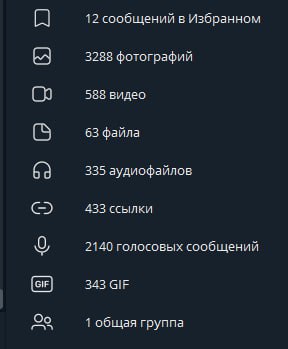 12 сообщений в Избранном
3288 фотографий
588 видео
63 файла
335 аудиофайлов
433 ссылки
2140 голосовых сообщений
GIF 343 GIF
1 общая группа